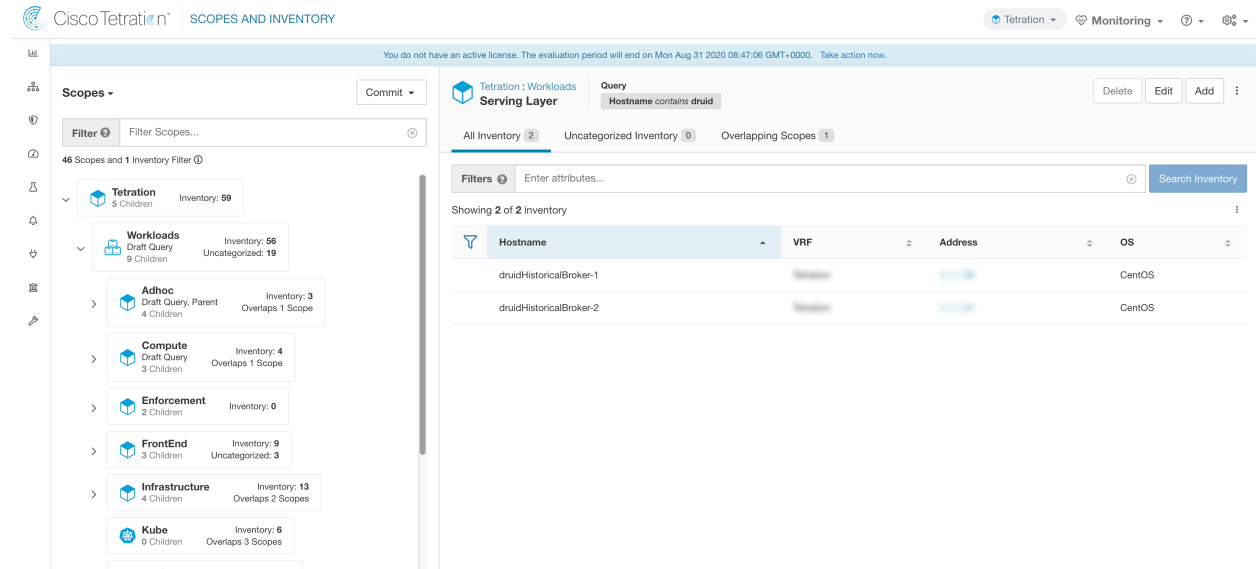 Cisco Tetration™
SCOPES AND INVENTORY
Tetration
Monitoring
You do not have an active license. The evaluation period will end on Mon Aug 31 2020 08:47:06 GMT+0000. Take action now.
Scopes
Commit
Filter
Filter Scopes...
46 Scopes and 1 Inventory Filter
Tetration
5 Children
Inventory: 59
Workloads
Draft Query
9 Children
Inventory: 56
Uncategorized: 19
Adhoc
Draft Query, Parent
4 Children
Inventory: 3
Overlaps 1 Scope
Compute
Draft Query
3 Children
Inventory: 4
Overlaps 1 Scope
Enforcement
2 Children
Inventory: 0
FrontEnd
3 Children
Inventory: 9
Uncategorized: 3
Infrastructure
4 Children
Inventory: 13
Overlaps 2 Scopes
Kube
0 Children
Inventory: 6
Overlaps 3 Scopes
Tetration : Workloads
Serving Layer
Query
Hostname contains druid
Delete
Edit
Add
All Inventory 2
Uncategorized Inventory 0
Overlapping Scopes 1
Filters
Enter attributes...
Search Inventory
Showing 2 of 2 inventory
Hostname VRF Address OS
druidHistoricalBroker-1 CentOS
druidHistoricalBroker-2 CentOS